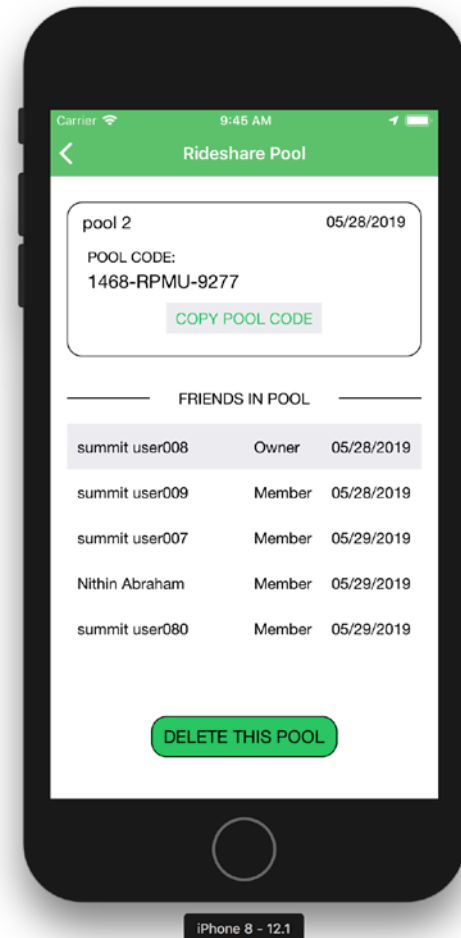 Carrier 9:45 AM
Rideshare Pool
pool 2 05/28/2019
POOL CODE:
1468-RPMU-9277
COPY POOL CODE
FRIENDS IN POOL
summit user008 Owner 05/28/2019
summit user009 Member 05/28/2019
summit user007 Member 05/29/2019
Nithin Abraham Member 05/29/2019
summit user080 Member 05/29/2019
DELETE THIS POOL
iPhone 8 - 12.1